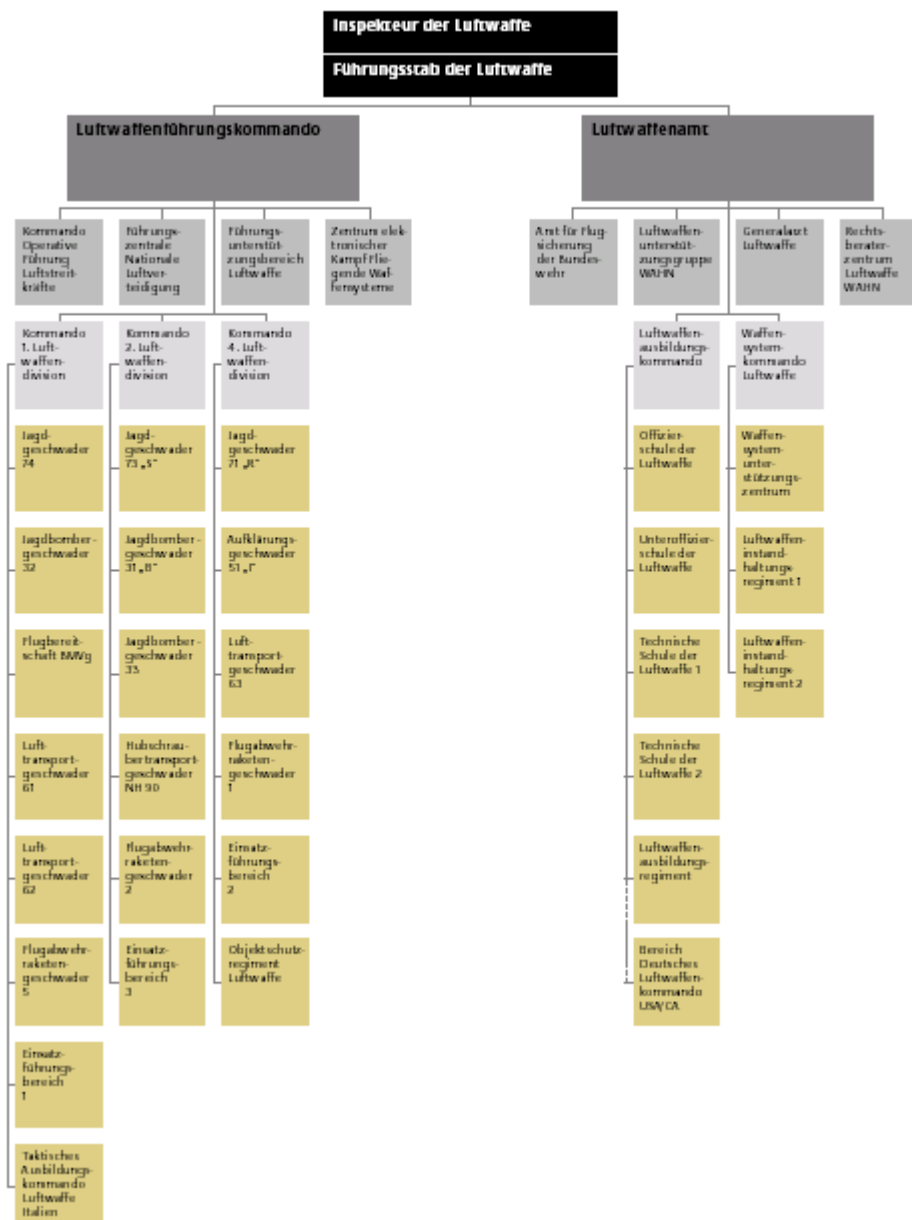 Inspekteur der Luftwaffe
Führungsstab der Luftwaffe
Luftwaffenführungskommando
Luftwaffenamt
Kommando
Operative
Führung
Luftstreit-
kräfte
Führungs-
zentrale
Nationale
Luftver-
teidigung
Führungs-
unterstüt-
zungsbereich
Luftwaffe
Zentrum elek-
tronischer
Kampf Flie-
gende Waf-
fensysteme
Amt für Flug-
sicherung
der Bundes-
wehr
Luftwaffen-
unterstüt-
zungsgruppe
WAHN
Generalarzt
Luftwaffe
Rechts-
berater-
zentrum
Luftwaffe
WAHN
Kommando
1. Luft-
waffen-
division
Kommando
2. Luft-
waffen-
division
Kommando
4. Luft-
waffen-
division
Luftwaffen-
ausbildungs-
kommando
Waffen-
system-
kommando
Luftwaffe
Jagd-
geschwader
74
Jagd-
geschwader
73 „S“
Jagd-
geschwader
71 „R“
Offizier-
schule der
Luftwaffe
Waffen-
system-
unter-
stützungs-
zentrum
Jagdbomber-
geschwader
32
Jagdbomber-
geschwader
31 „B“
Aufklärungs-
geschwader
51 „I“
Unteroffizier-
schule der
Luftwaffe
Luftwaffen-
instand-
haltungs-
regiment 1
Flugbereit-
schaft BMVg
Jagdbomber-
geschwader
33
Luft-
transport-
geschwader
63
Technische
Schule der
Luftwaffe 1
Luftwaffen-
instand-
haltungs-
regiment 2
Luft-
transport-
geschwader
61
Hubschrau-
bertransport-
geschwader
NH 90
Flugabwehr-
raketen-
geschwader
1
Technische
Schule der
Luftwaffe 2
Luft-
transport-
geschwader
62
Flugabwehr-
raketen-
geschwader
2
Einsatz-
führungs-
bereich
2
Luftwaffen-
ausbildungs-
regiment
Flugabwehr-
raketen-
geschwader
5
Einsatz-
führungs-
bereich
3
Objektschutz-
regiment
Luftwaffe
Bereich
Deutsches
Luftwaffen-
kommando
USA/CA
Einsatz-
führungs-
bereich
1
Taktisches
Ausbildungs-
kommando
Luftwaffe
Italien